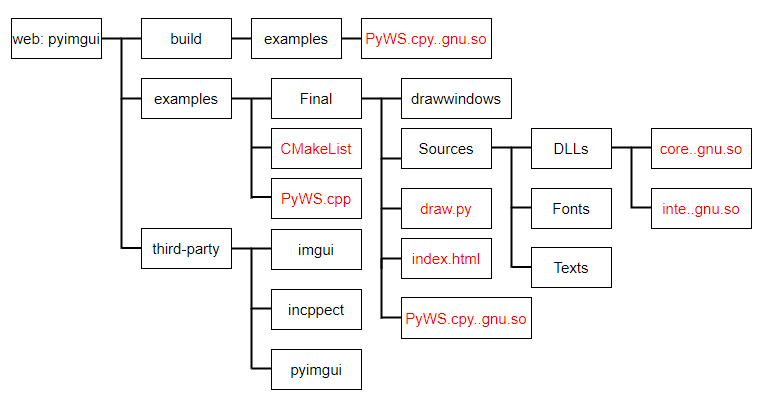 web: pyimgui
build
examples
PyWS.cpy..gnu.so
examples
Final
drawwindows
CMakeList
Sources
DLLs
core..gnu.so
PyWS.cpp
draw.py
Fonts
inte..gnu.so
third-party
imgui
index.html
Texts
incppect
PyWS.cpy..gnu.so
pyimgui